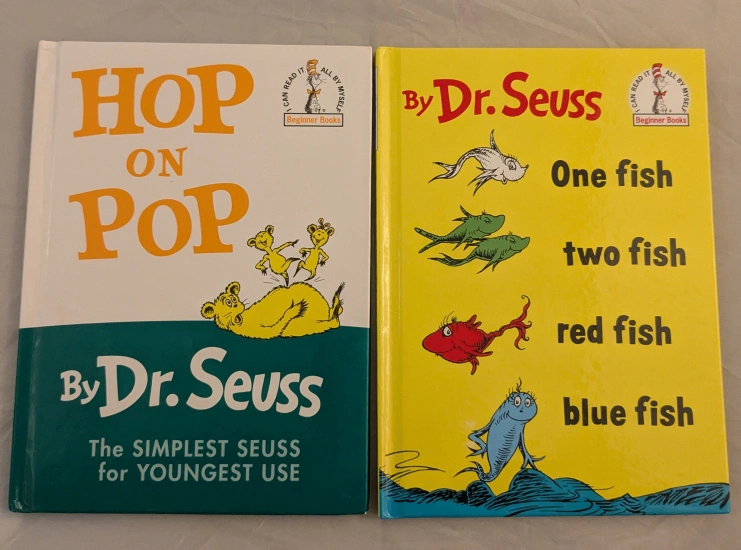 HOP
ON
POP
I CAN READ IT ALL BY MYSELF
Beginner Books
By Dr. Seuss
The SIMPLEST SEUSS
for YOUNGEST USE
By Dr. Seuss
I CAN READ IT ALL BY MYSELF
Beginner Books
One fish
two fish
red fish
blue fish